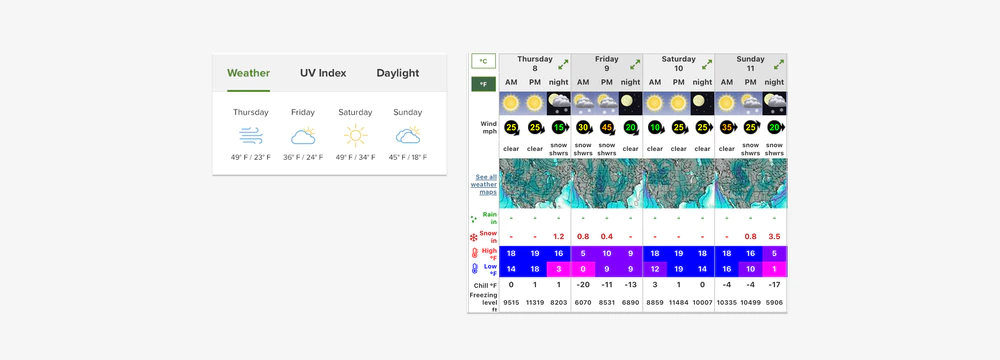 Weather UV Index Daylight
Thursday Friday Saturday Sunday
49° F / 23° F 36° F / 24° F 49° F / 34° F 45° F / 18° F
°C Thursday Friday Saturday Sunday
8 9 10 11
°F AM PM night AM PM night AM PM night AM PM night
Wind
mph 25 25 15 30 45 20 10 25 25 35 25 20
clear clear snow shwrs snow shwrs snow shwrs clear clear clear clear clear snow shwrs snow shwrs
See all
weather
maps
Rain
in - - - - - - - - - - - -
Snow
in - - 1.2 0.8 0.4 - - - - - 0.8 3.5
High
°F 18 19 16 5 10 9 18 19 18 18 16 5
Low
°F 14 18 3 0 9 9 12 19 14 16 10 1
Chill °F 0 1 1 -20 -11 -13 3 1 0 -4 -4 -17
Freezing
level
ft 9515 11319 8203 6070 8531 6890 8859 11484 10007 10335 10499 5906